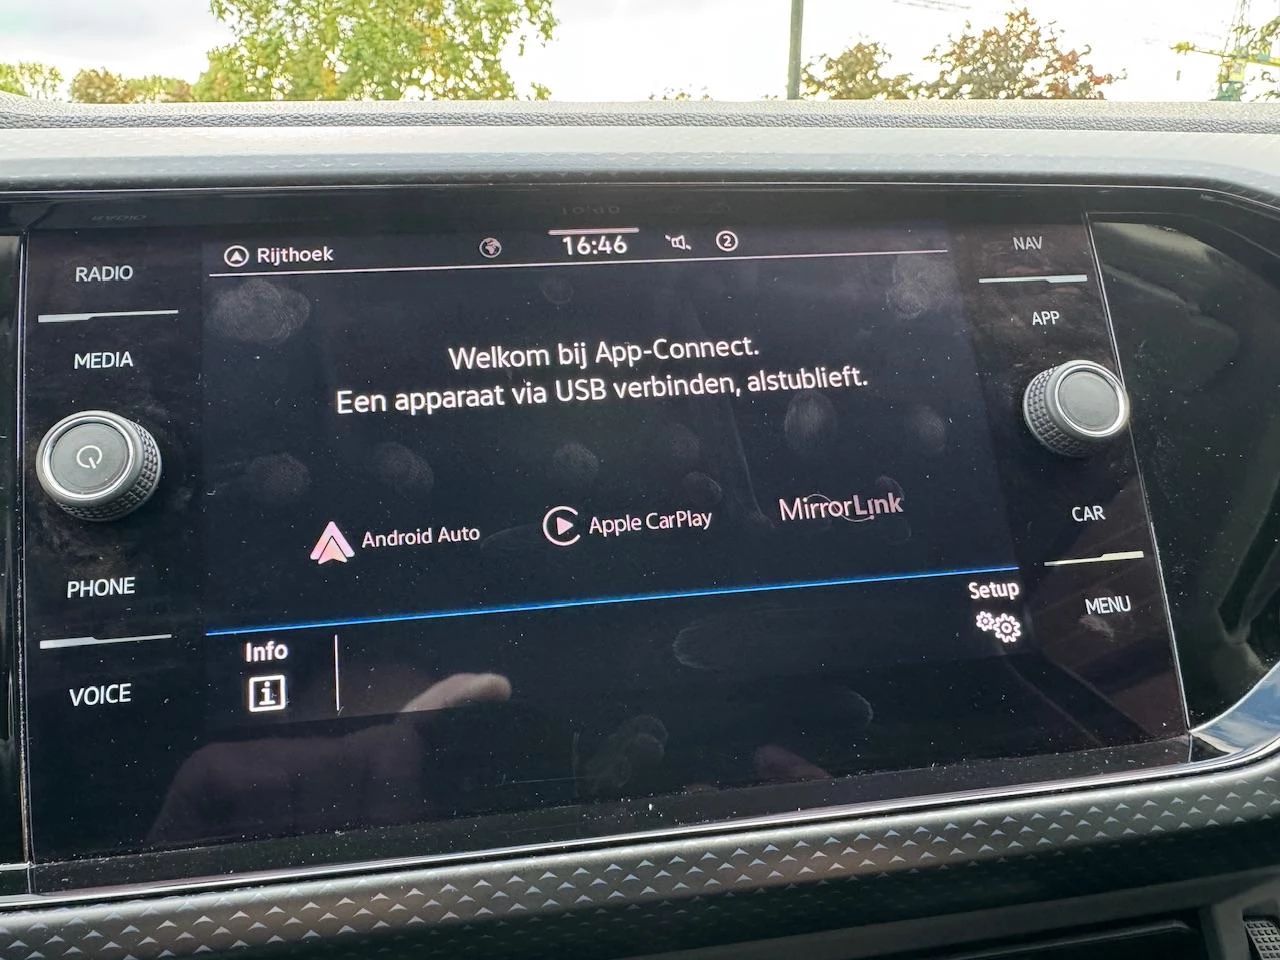 RADIO
MEDIA
PHONE
VOICE
Rijthoek
16:46
2
Welkom bij App-Connect.
Een apparaat via USB verbinden, alstublieft.
Android Auto
Apple CarPlay
MirrorLink
Info
i
Setup
NAV
APP
CAR
MENU